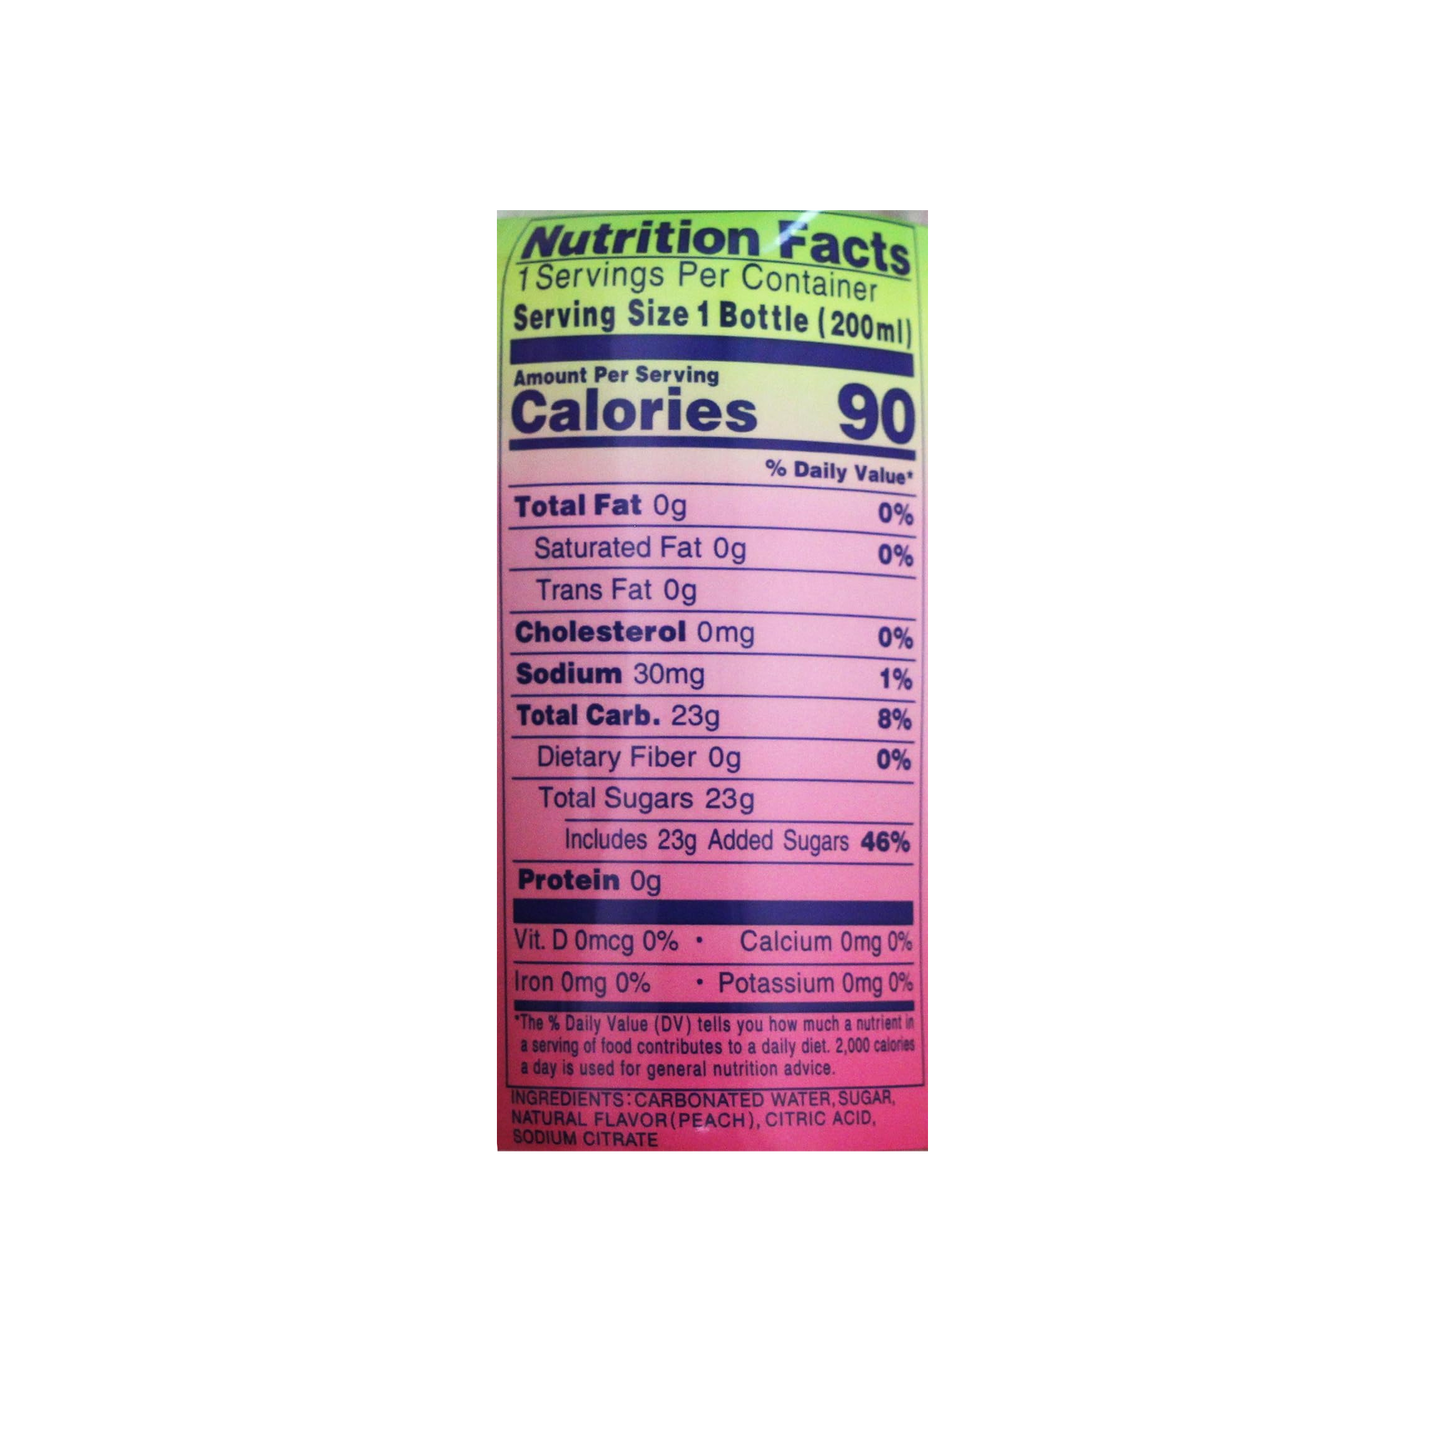 Nutrition Facts
1 Servings Per Container
Serving Size 1 Bottle (200ml)
Amount Per Serving
Calories 90
% Daily Value*
Total Fat 0g 0%
Saturated Fat 0g 0%
Trans Fat 0g
Cholesterol 0mg 0%
Sodium 30mg 1%
Total Carb. 23g 8%
Dietary Fiber 0g 0%
Total Sugars 23g
Includes 23g Added Sugars 46%
Protein 0g
Vit. D 0mcg 0% • Calcium 0mg 0%
Iron 0mg 0% • Potassium 0mg 0%
*The % Daily Value (DV) tells you how much a nutrient in
a serving of food contributes to a daily diet. 2,000 calories
a day is used for general nutrition advice.
INGREDIENTS: CARBONATED WATER, SUGAR,
NATURAL FLAVOR (PEACH), CITRIC ACID,
SODIUM CITRATE